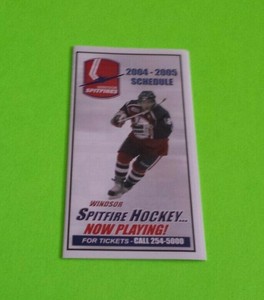 2004 - 2005
SCHEDULE
SPITFIRES
WINDSOR
SPITFIRE HOCKEY...
NOW PLAYING!
FOR TICKETS - CALL 254-5000